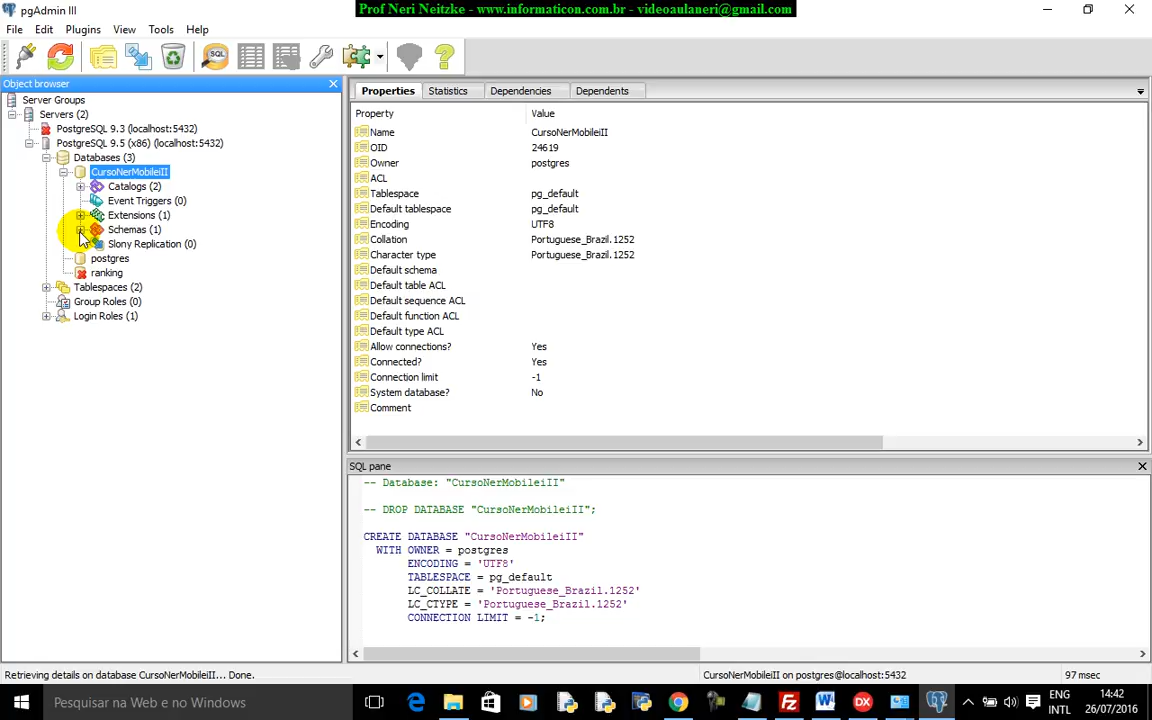 pgAdmin III
Prof Neri Neitzke - www.informaticon.com.br - videoaulaneri@gmail.com
File Edit Plugins View Tools Help
SQL
Object browser
Server Groups
Servers (2)
PostgreSQL 9.3 (localhost:5432)
PostgreSQL 9.5 (x86) (localhost:5432)
Databases (3)
CursoNerMobileiII
Catalogs (2)
Event Triggers (0)
Extensions (1)
Schemas (1)
Slony Replication (0)
postgres
ranking
Tablespaces (2)
Group Roles (0)
Login Roles (1)
Properties Statistics Dependencies Dependents
Property Value
Name CursoNerMobileiII
OID 24619
Owner postgres
ACL
Tablespace pg_default
Default tablespace pg_default
Encoding UTF8
Collation Portuguese_Brazil.1252
Character type Portuguese_Brazil.1252
Default schema
Default table ACL
Default sequence ACL
Default function ACL
Default type ACL
Allow connections? Yes
Connected? Yes
Connection limit -1
System database? No
Comment
SQL pane
-- Database: "CursoNerMobileiII"
-- DROP DATABASE "CursoNerMobileiII";
CREATE DATABASE "CursoNerMobileiII"
WITH OWNER = postgres
ENCODING = 'UTF8'
TABLESPACE = pg_default
LC_COLLATE = 'Portuguese_Brazil.1252'
LC_CTYPE = 'Portuguese_Brazil.1252'
CONNECTION LIMIT = -1;
Retrieving details on database CursoNerMobileiII... Done. CursoNerMobileiII on postgres@localhost:5432 97 msec
Pesquisar na Web e no Windows
ENG
INTL
14:42
26/07/2016